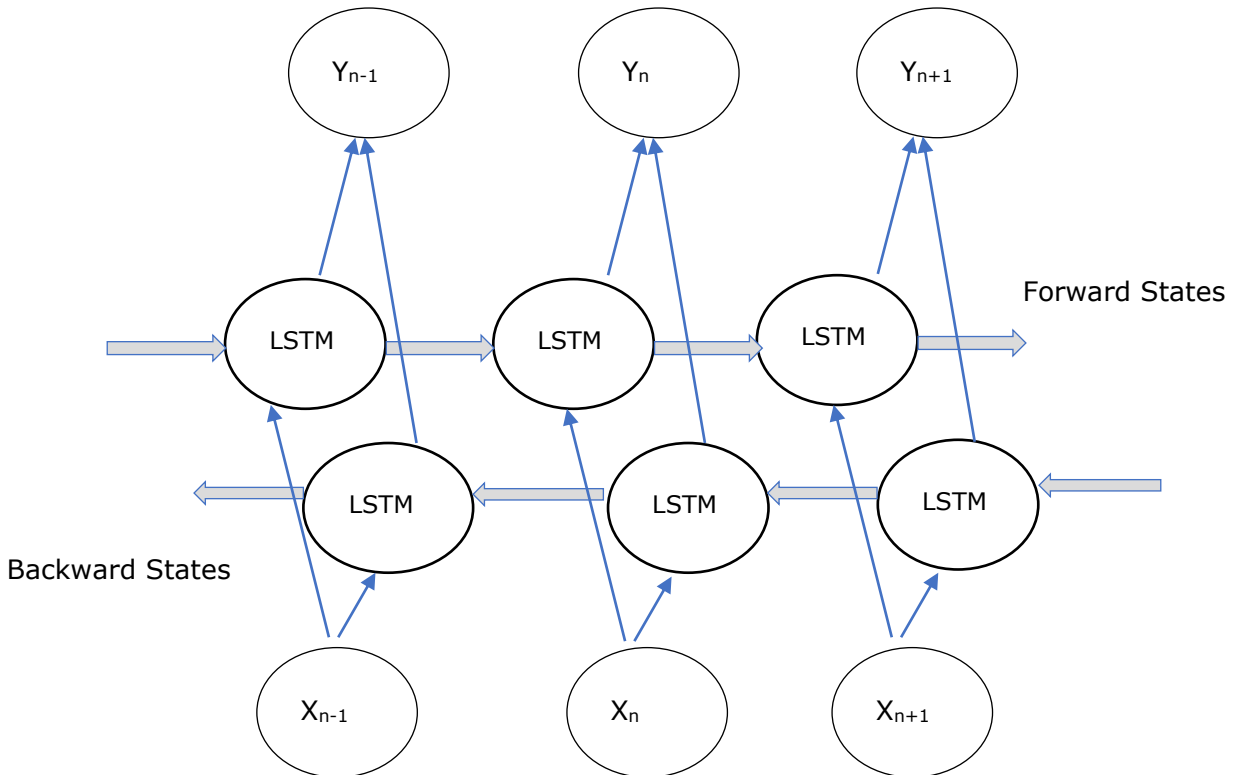 Yn-1
Yn
Yn+1
Forward States
LSTM
LSTM
LSTM
LSTM
LSTM
LSTM
Backward States
Xn-1
Xn
Xn+1